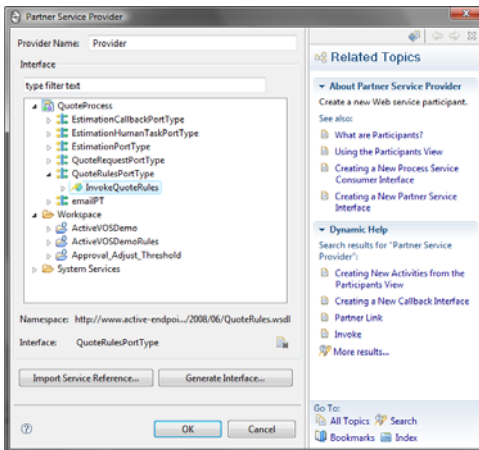 Partner Service Provider
Provider Name: Provider
Interface
type filter text
QuoteProcess
EstimationCallbackPortType
EstimationHumanTaskPortType
EstimationPortType
QuoteRequestPortType
QuoteRulesPortType
InvokeQuoteRules
emailPT
Workspace
ActiveVOSDemo
ActiveVOSDemoRules
Approval_Adjust_Threshold
System Services
Namespace: http://www.active-endpoi.../2008/06/QuoteRules.wsdl
Interface: QuoteRulesPortType
Import Service Reference...
Generate Interface...
OK
Cancel
Related Topics
About Partner Service Provider
Create a new Web service participant.
See also:
What are Participants?
Using the Participants View
Creating a New Process Service
Consumer Interface
Creating a New Partner Service
Interface
Dynamic Help
Search results for "Partner Service
Provider":
Creating New Activities from the
Participants View
Creating a New Callback Interface
Partner Link
Invoke
More results...
Go To:
All Topics Search
Bookmarks Index